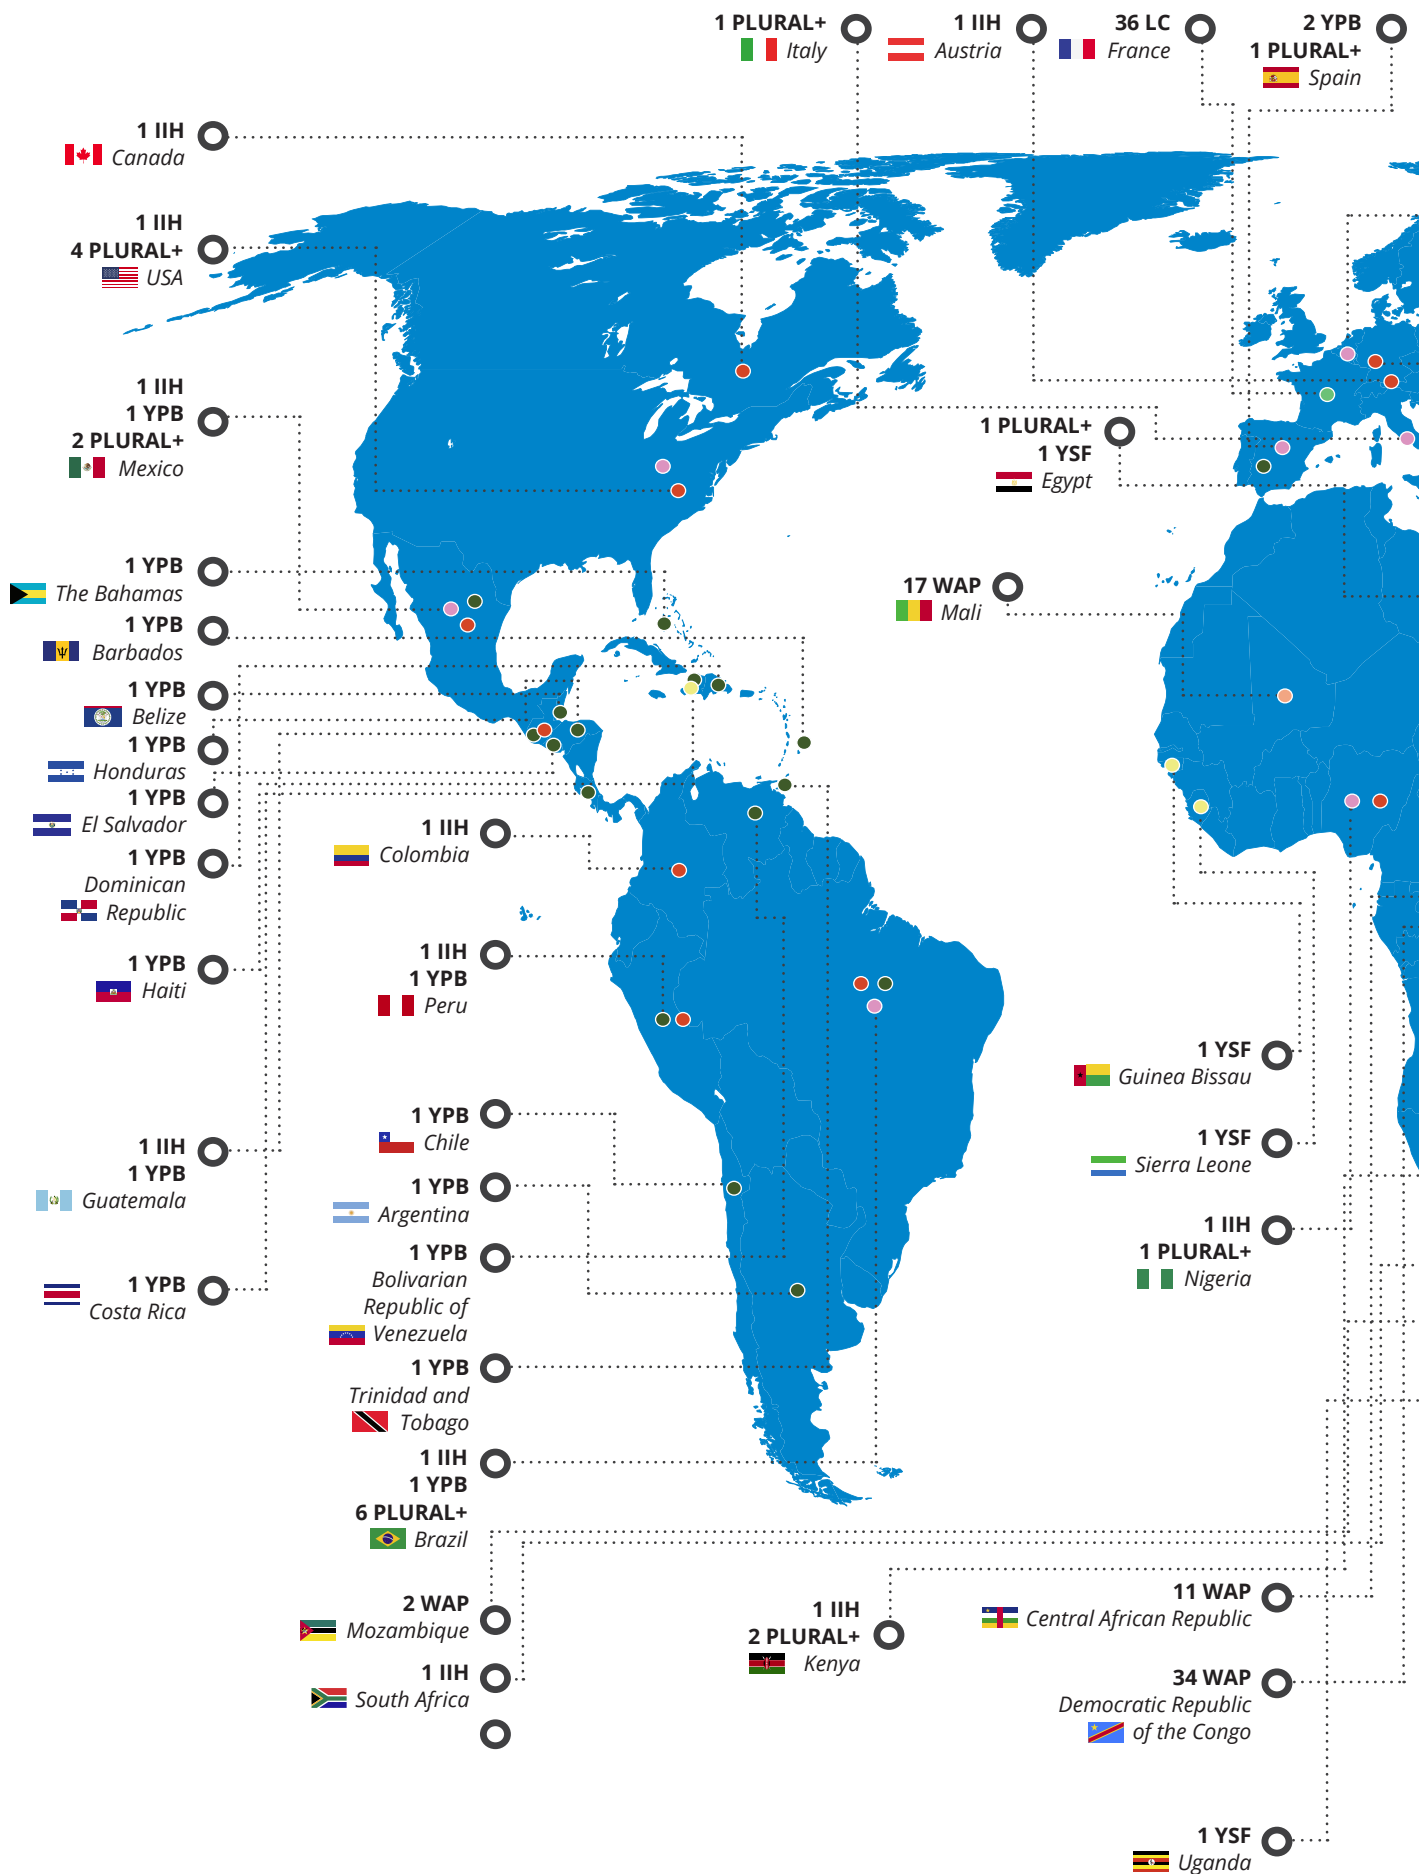 1 PLURAL+
Italy
1 IIH
Austria
36 LC
France
2 YPB
1 PLURAL+
Spain
1 IIH
Canada
1 IIH
4 PLURAL+
USA
1 IIH
1 YPB
2 PLURAL+
Mexico
1 PLURAL+
1 YSF
Egypt
1 YPB
The Bahamas
1 YPB
Barbados
17 WAP
Mali
1 YPB
Belize
1 YPB
Honduras
1 YPB
El Salvador
1 YPB
Dominican
Republic
1 YPB
Haiti
1 IIH
1 YPB
Guatemala
1 YPB
Costa Rica
1 IIH
Colombia
1 IIH
1 YPB
Peru
1 YPB
Chile
1 YPB
Argentina
1 YPB
Bolivarian
Republic of
Venezuela
1 YPB
Trinidad and
Tobago
1 IIH
1 YPB
6 PLURAL+
Brazil
2 WAP
Mozambique
1 IIH
South Africa
1 YSF
Guinea Bissau
1 YSF
Sierra Leone
1 IIH
1 PLURAL+
Nigeria
1 IIH
2 PLURAL+
Kenya
11 WAP
Central African Republic
34 WAP
Democratic Republic
of the Congo
1 YSF
Uganda